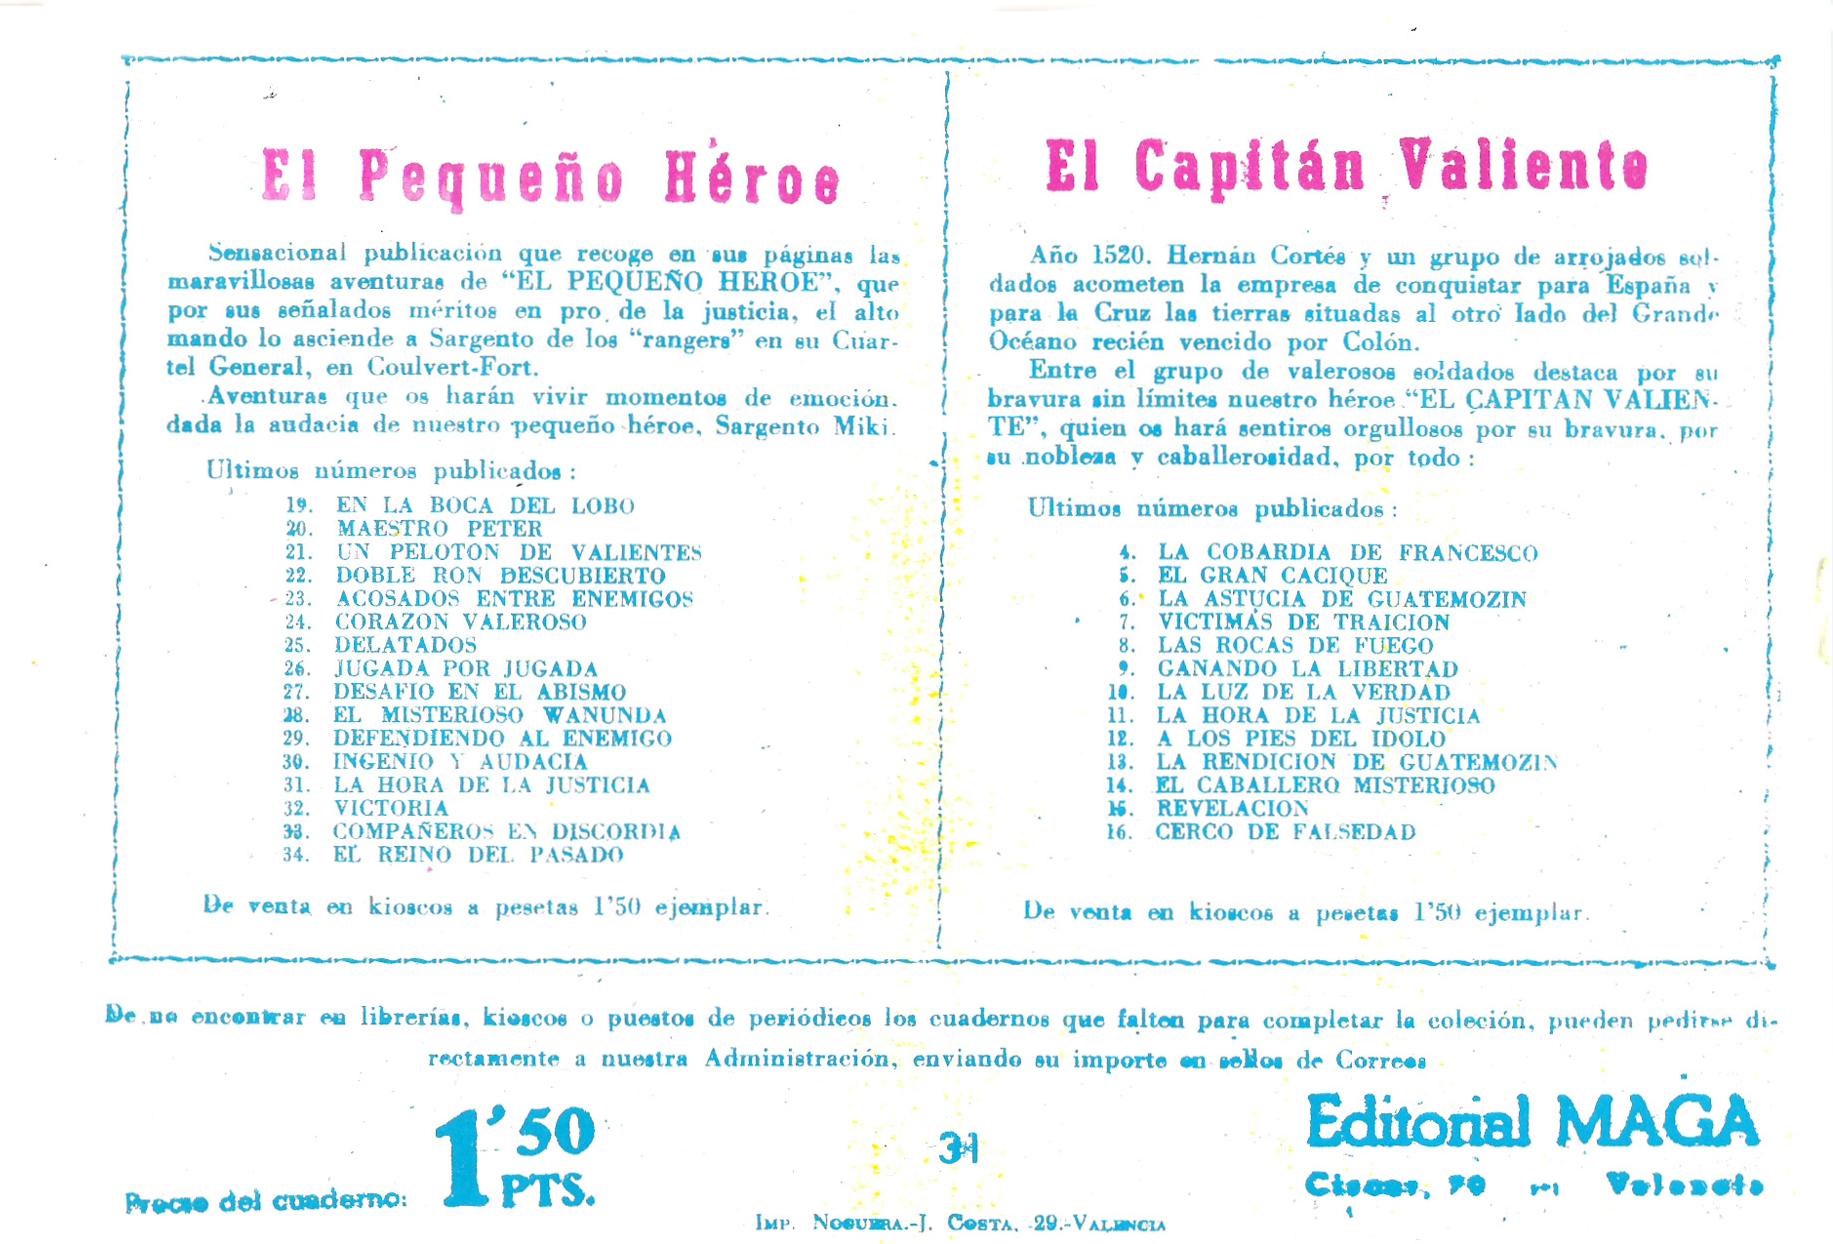 El Pequeño Héroe
Sensacional publicación que recoge en sus páginas las
maravillosas aventuras de “EL PEQUEÑO HEROE”, que
por sus señalados méritos en pro de la justicia, el alto
mando lo asciende a Sargento de los “rangers” en su Cuar-
tel General, en Coulvert-Fort.
Aventuras que os harán vivir momentos de emoción.
dada la audacia de nuestro pequeño héroe, Sargento Miki.
Ultimos números publicados :
19. EN LA BOCA DEL LOBO
20. MAESTRO PETER
21. UN PELOTON DE VALIENTES
22. DOBLE RON DESCUBIERTO
23. ACOSADOS ENTRE ENEMIGOS
24. CORAZON VALEROSO
25. DELATADOS
26. JUGADA POR JUGADA
27. DESAFIO EN EL ABISMO
28. EL MISTERIOSO WANUNDA
29. DEFENDIENDO AL ENEMIGO
30. INGENIO Y AUDACIA
31. LA HORA DE LA JUSTICIA
32. VICTORIA
33. COMPAÑEROS EN DISCORDIA
34. EL REINO DEL PASADO
De venta en kioscos a pesetas 1’50 ejemplar.
El Capitán Valiente
Año 1520. Hernán Cortés y un grupo de arrojados sol-
dados acometen la empresa de conquistar para España y
para la Cruz las tierras situadas al otro lado del Grande
Océano recién vencido por Colón.
Entre el grupo de valerosos soldados destaca por su
bravura sin límites nuestro héroe “EL CAPITAN VALIEN-
TE”, quien os hará sentiros orgullosos por su bravura, por
su nobleza y caballerosidad, por todo :
Ultimos números publicados :
4. LA COBARDIA DE FRANCESCO
5. EL GRAN CACIQUE
6. LA ASTUCIA DE GUATEMOZIN
7. VICTIMAS DE TRAICION
8. LAS ROCAS DE FUEGO
9. GANANDO LA LIBERTAD
10. LA LUZ DE LA VERDAD
11. LA HORA DE LA JUSTICIA
12. A LOS PIES DEL IDOLO
13. LA RENDICION DE GUATEMOZIN
14. EL CABALLERO MISTERIOSO
15. REVELACION
16. CERCO DE FALSEDAD
De venta en kioscos a pesetas 1’50 ejemplar.
De no encontrar en librerías, kioscos o puestos de periódicos los cuadernos que falten para completar la coleción, pueden pedirse di-
rectamente a nuestra Administración, enviando su importe en sellos de Correos
Precio del cuaderno: 1’50 PTS.
31
Editorial MAGA
Valencia
IMP. NOGUERA.-J. COSTA, 29.-VALENCIA